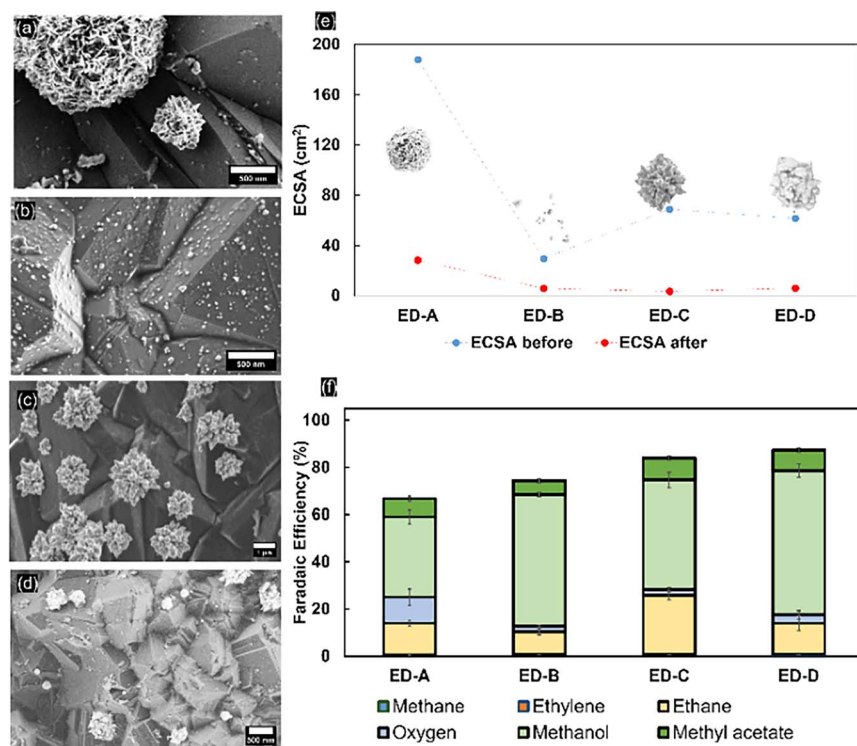 (a)
500 nm
(b)
500 nm
(c)
1 µm
(d)
500 nm
(e)
ECSA (cm²)
200
160
120
80
40
0
ED-A ED-B ED-C ED-D
ECSA before ECSA after
(f)
Faradaic Efficiency (%)
100
80
60
40
20
0
ED-A ED-B ED-C ED-D
Methane Ethylene Ethane
Oxygen Methanol Methyl acetate